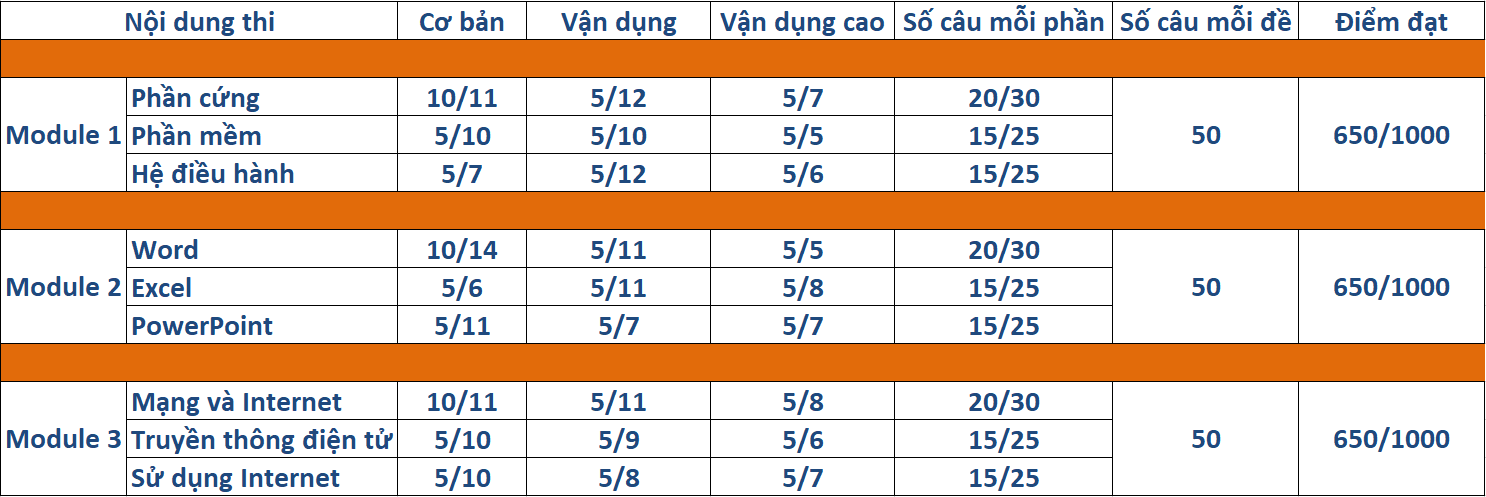 Nội dung thi Cơ bản Vận dụng Vận dụng cao Số câu mỗi phần Số câu mỗi đề Điểm đạt
Module 1 Phần cứng 10/11 5/12 5/7 20/30 50 650/1000
Phần mềm 5/10 5/10 5/5 15/25
Hệ điều hành 5/7 5/12 5/6 15/25
Module 2 Word 10/14 5/11 5/5 20/30 50 650/1000
Excel 5/6 5/11 5/8 15/25
PowerPoint 5/11 5/7 5/7 15/25
Module 3 Mạng và Internet 10/11 5/11 5/8 20/30 50 650/1000
Truyền thông điện tử 5/10 5/9 5/6 15/25
Sử dụng Internet 5/10 5/8 5/7 15/25